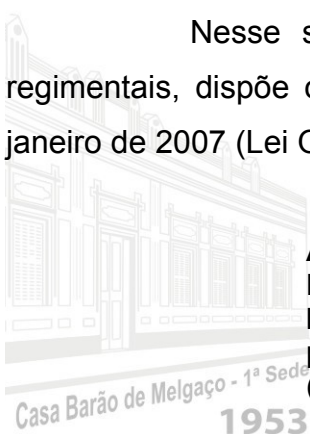 Nesse s
regimentais, dispõe
janeiro de 2007 (Lei
Casa Barão de Melgaço - 1ª Sede
1953